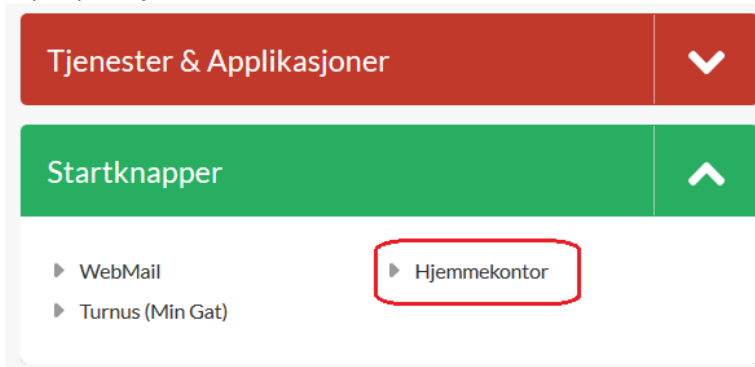 Tjenester & Applikasjoner
Startknapper
WebMail
Hjemmekontor
Turnus (Min Gat)